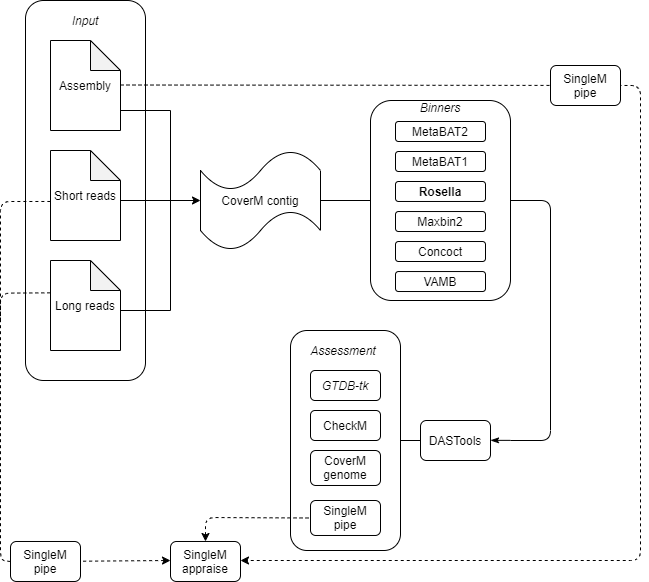 Input
Assembly
Short reads
Long reads
CoverM contig
Binners
MetaBAT2
MetaBAT1
Rosella
Maxbin2
Concoct
VAMB
SingleM
pipe
DASTools
Assessment
GTDB-tk
CheckM
CoverM
genome
SingleM
pipe
SingleM
pipe
SingleM
appraise